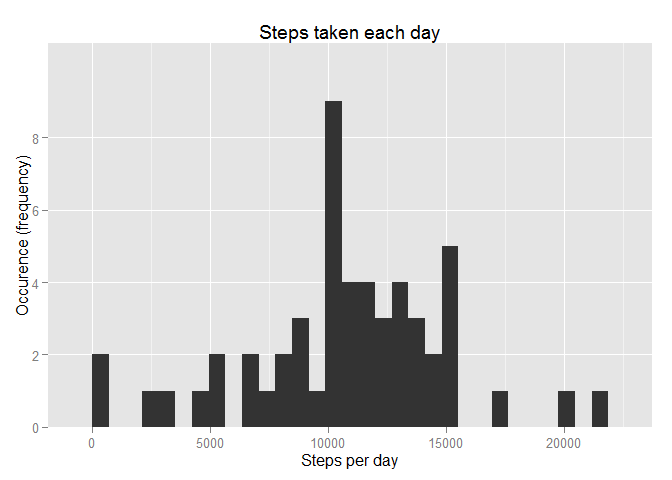 Steps taken each day
Occurence (frequency)
8
6
4
2
0
0 5000 10000 15000 20000
Steps per day